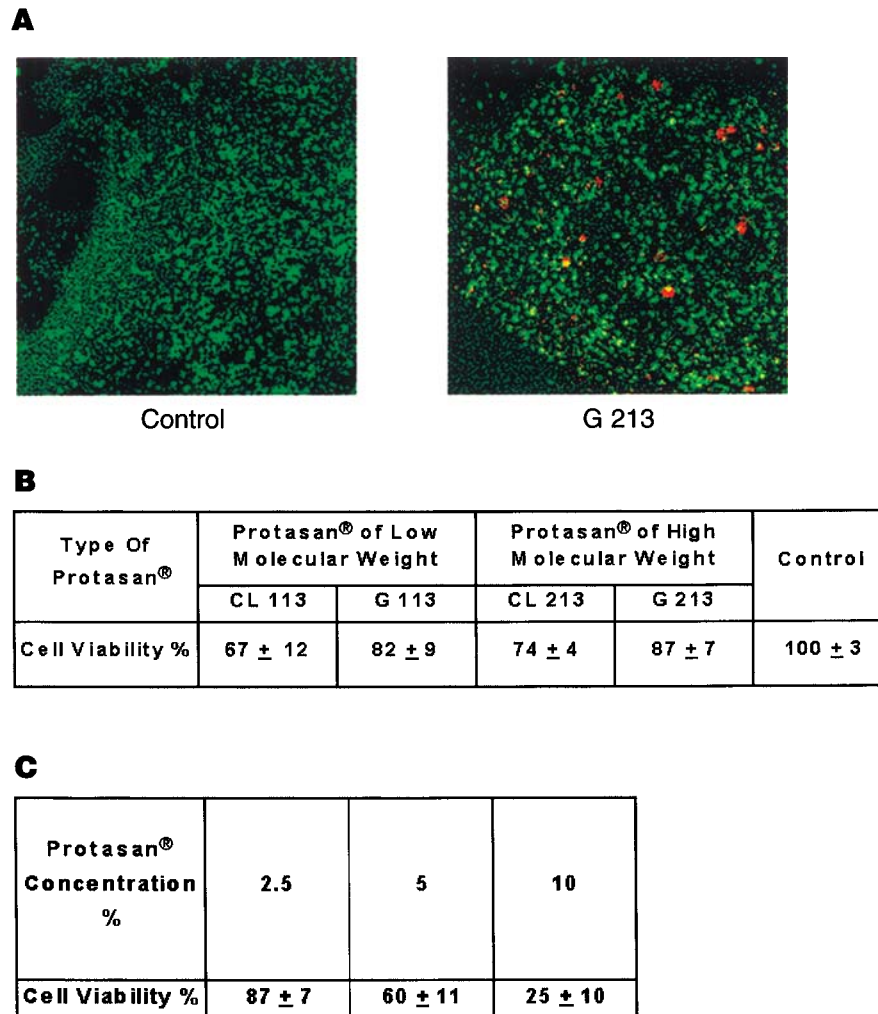 A
Control
G 213
B
Type Of
Protasan®
Protasan® of Low
Molecular Weight
Protasan® of High
Molecular Weight
Control
CL 113
G 113
CL 213
G 213
Cell Viability %
67 ± 12
82 ± 9
74 ± 4
87 ± 7
100 ± 3
C
Protasan®
Concentration
%
2.5
5
10
Cell Viability %
87 ± 7
60 ± 11
25 ± 10